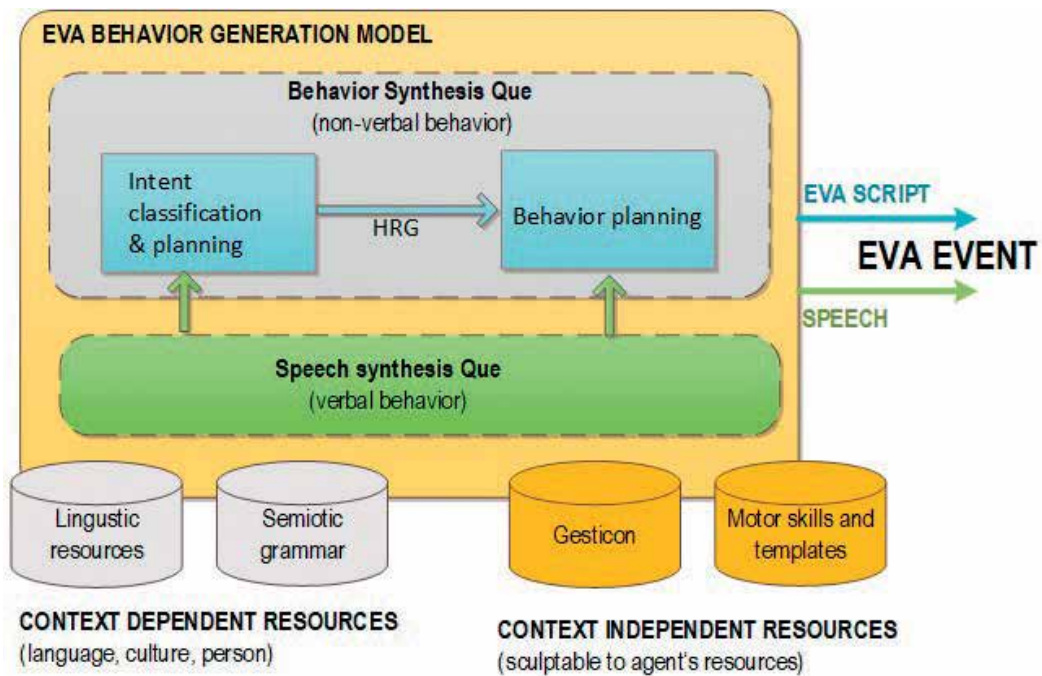 EVA BEHAVIOR GENERATION MODEL
Behavior Synthesis Que
(non-verbal behavior)
Intent
classification
& planning
HRG
Behavior planning
EVA SCRIPT
EVA EVENT
SPEECH
Speech synthesis Que
(verbal behavior)
Lingustic
resources
Semiotic
grammar
Gesticon
Motor skills and
templates
CONTEXT DEPENDENT RESOURCES
(language, culture, person)
CONTEXT INDEPENDENT RESOURCES
(sculptable to agent's resources)